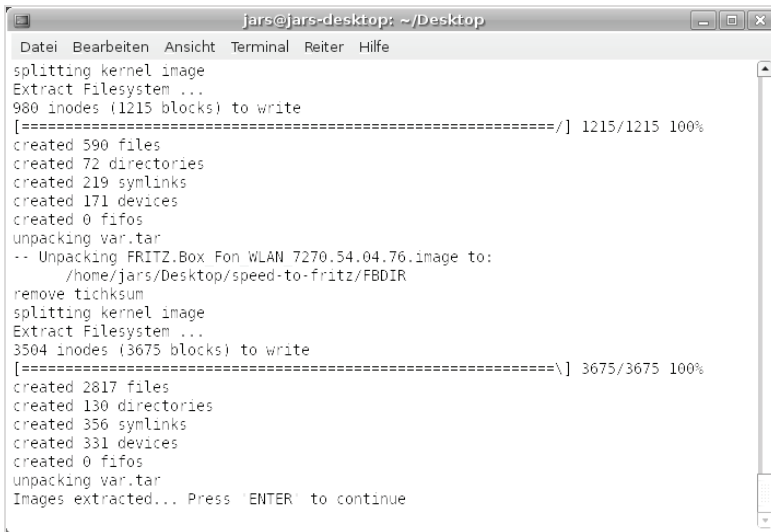 jars@jars-desktop: ~/Desktop
Datei Bearbeiten Ansicht Terminal Reiter Hilfe
splitting kernel image
Extract Filesystem ...
980 inodes (1215 blocks) to write
[=============================================================/] 1215/1215 100%
created 590 files
created 72 directories
created 219 symlinks
created 171 devices
created 0 fifos
unpacking var.tar
-- Unpacking FRITZ.Box Fon WLAN 7270.54.04.76.image to:
/home/jars/Desktop/speed-to-fritz/FBDIR
remove tichksum
splitting kernel image
Extract Filesystem ...
3504 inodes (3675 blocks) to write
[=============================================================\] 3675/3675 100%
created 2817 files
created 130 directories
created 356 symlinks
created 331 devices
created 0 fifos
unpacking var.tar
Images extracted... Press 'ENTER' to continue